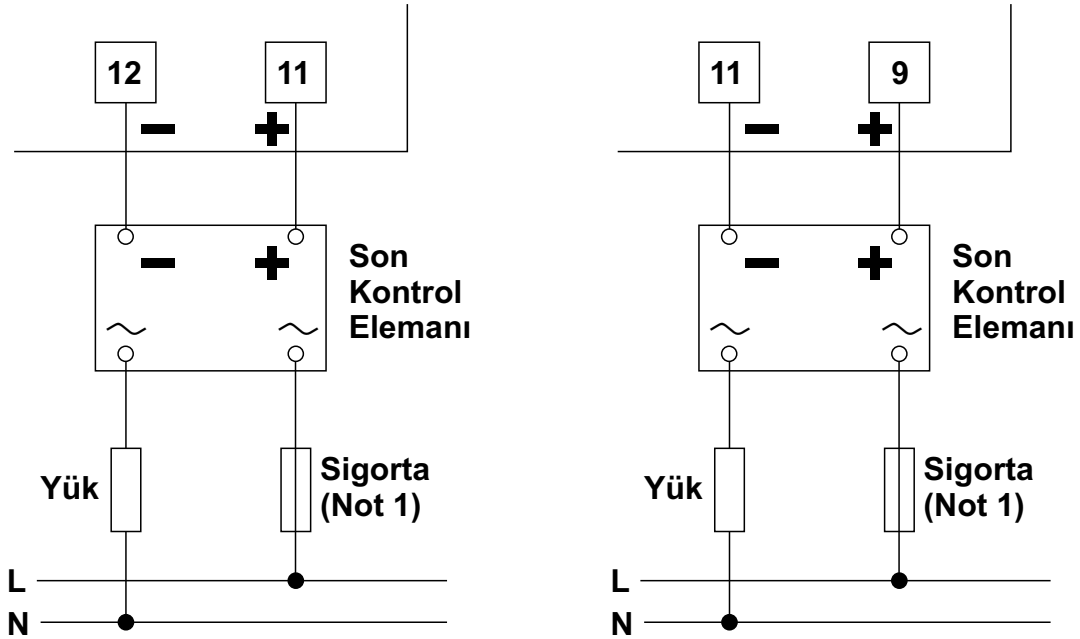 12 11
− +
− +
Son
Kontrol
Elemanı
∼ ∼
Yük
Sigorta
(Not 1)
L
N
11 9
− +
− +
Son
Kontrol
Elemanı
∼ ∼
Yük
Sigorta
(Not 1)
L
N